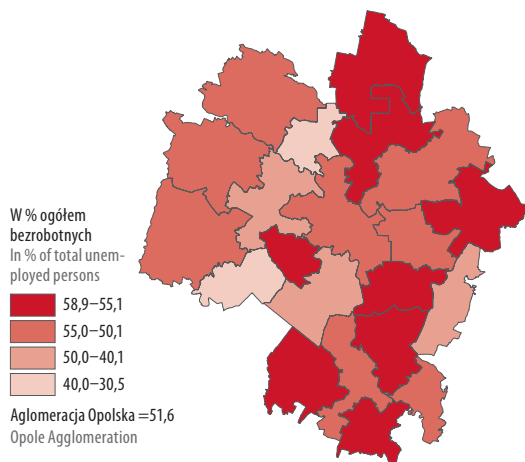 W % ogółem
bezrobotnych
In % of total unem-
ployed persons
58,9–55,1
55,0–50,1
50,0–40,1
40,0–30,5
Aglomeracja Opolska =51,6
Opole Agglomeration